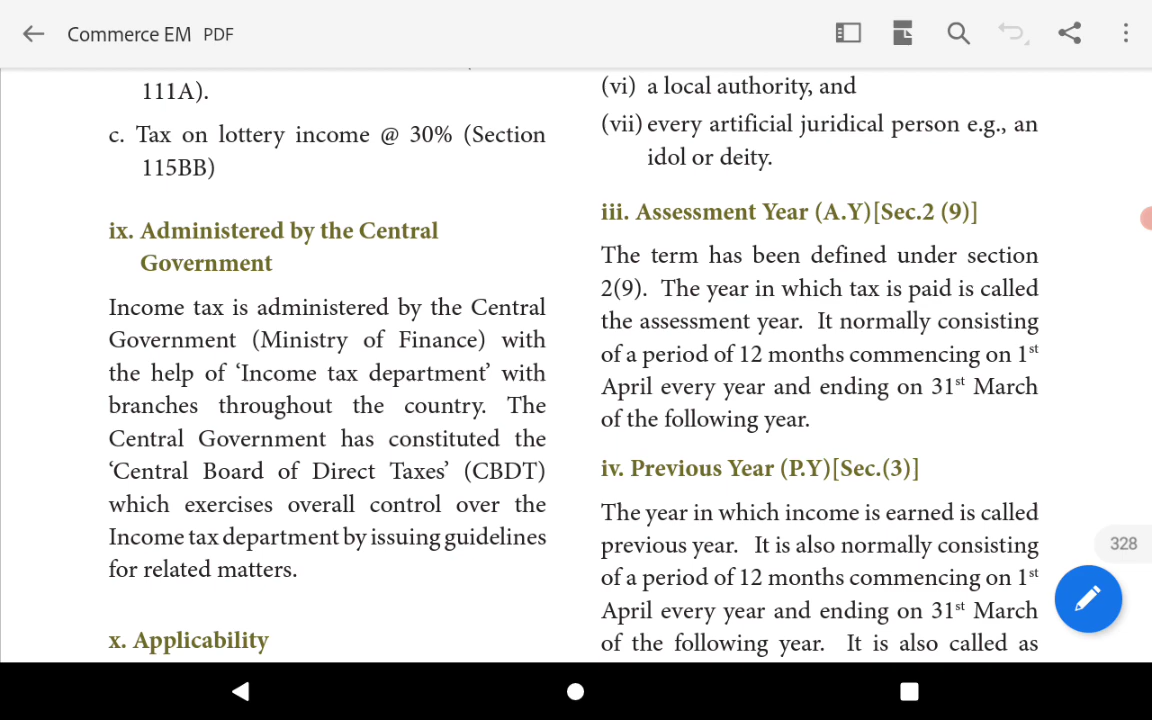 Commerce EM PDF
111A).
c. Tax on lottery income @ 30% (Section
115BB)
ix. Administered by the Central
Government
Income tax is administered by the Central
Government (Ministry of Finance) with
the help of ‘Income tax department’ with
branches throughout the country. The
Central Government has constituted the
‘Central Board of Direct Taxes’ (CBDT)
which exercises overall control over the
Income tax department by issuing guidelines
for related matters.
x. Applicability
(vi) a local authority, and
(vii) every artificial juridical person e.g., an
idol or deity.
iii. Assessment Year (A.Y)[Sec.2 (9)]
The term has been defined under section
2(9). The year in which tax is paid is called
the assessment year. It normally consisting
of a period of 12 months commencing on 1st
April every year and ending on 31st March
of the following year.
iv. Previous Year (P.Y)[Sec.(3)]
The year in which income is earned is called
previous year. It is also normally consisting
of a period of 12 months commencing on 1st
April every year and ending on 31st March
of the following year. It is also called as
328